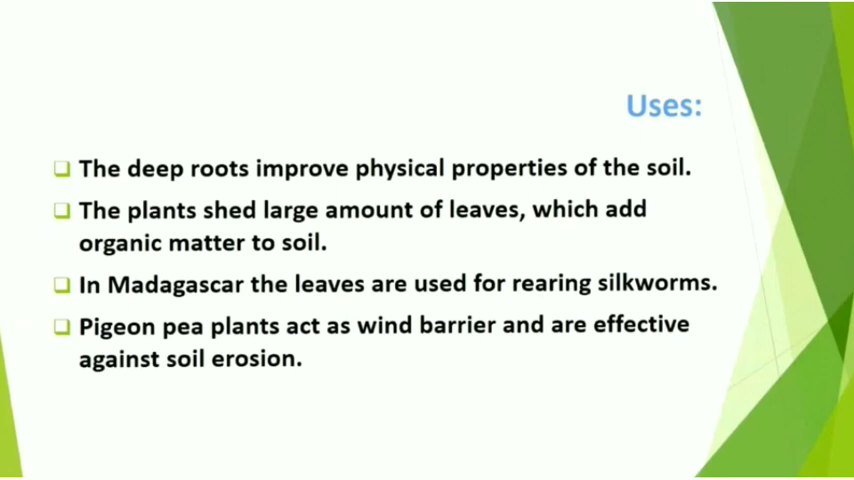 Uses:
The deep roots improve physical properties of the soil.
The plants shed large amount of leaves, which add
organic matter to soil.
In Madagascar the leaves are used for rearing silkworms.
Pigeon pea plants act as wind barrier and are effective
against soil erosion.